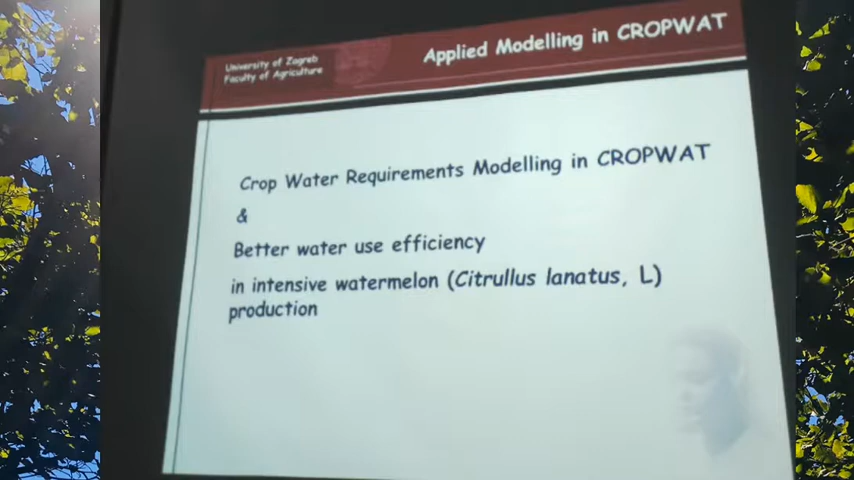 University of Zagreb
Faculty of Agriculture
Applied Modelling in CROPWAT
Crop Water Requirements Modelling in CROPWAT
&
Better water use efficiency
in intensive watermelon (Citrullus lanatus, L)
production